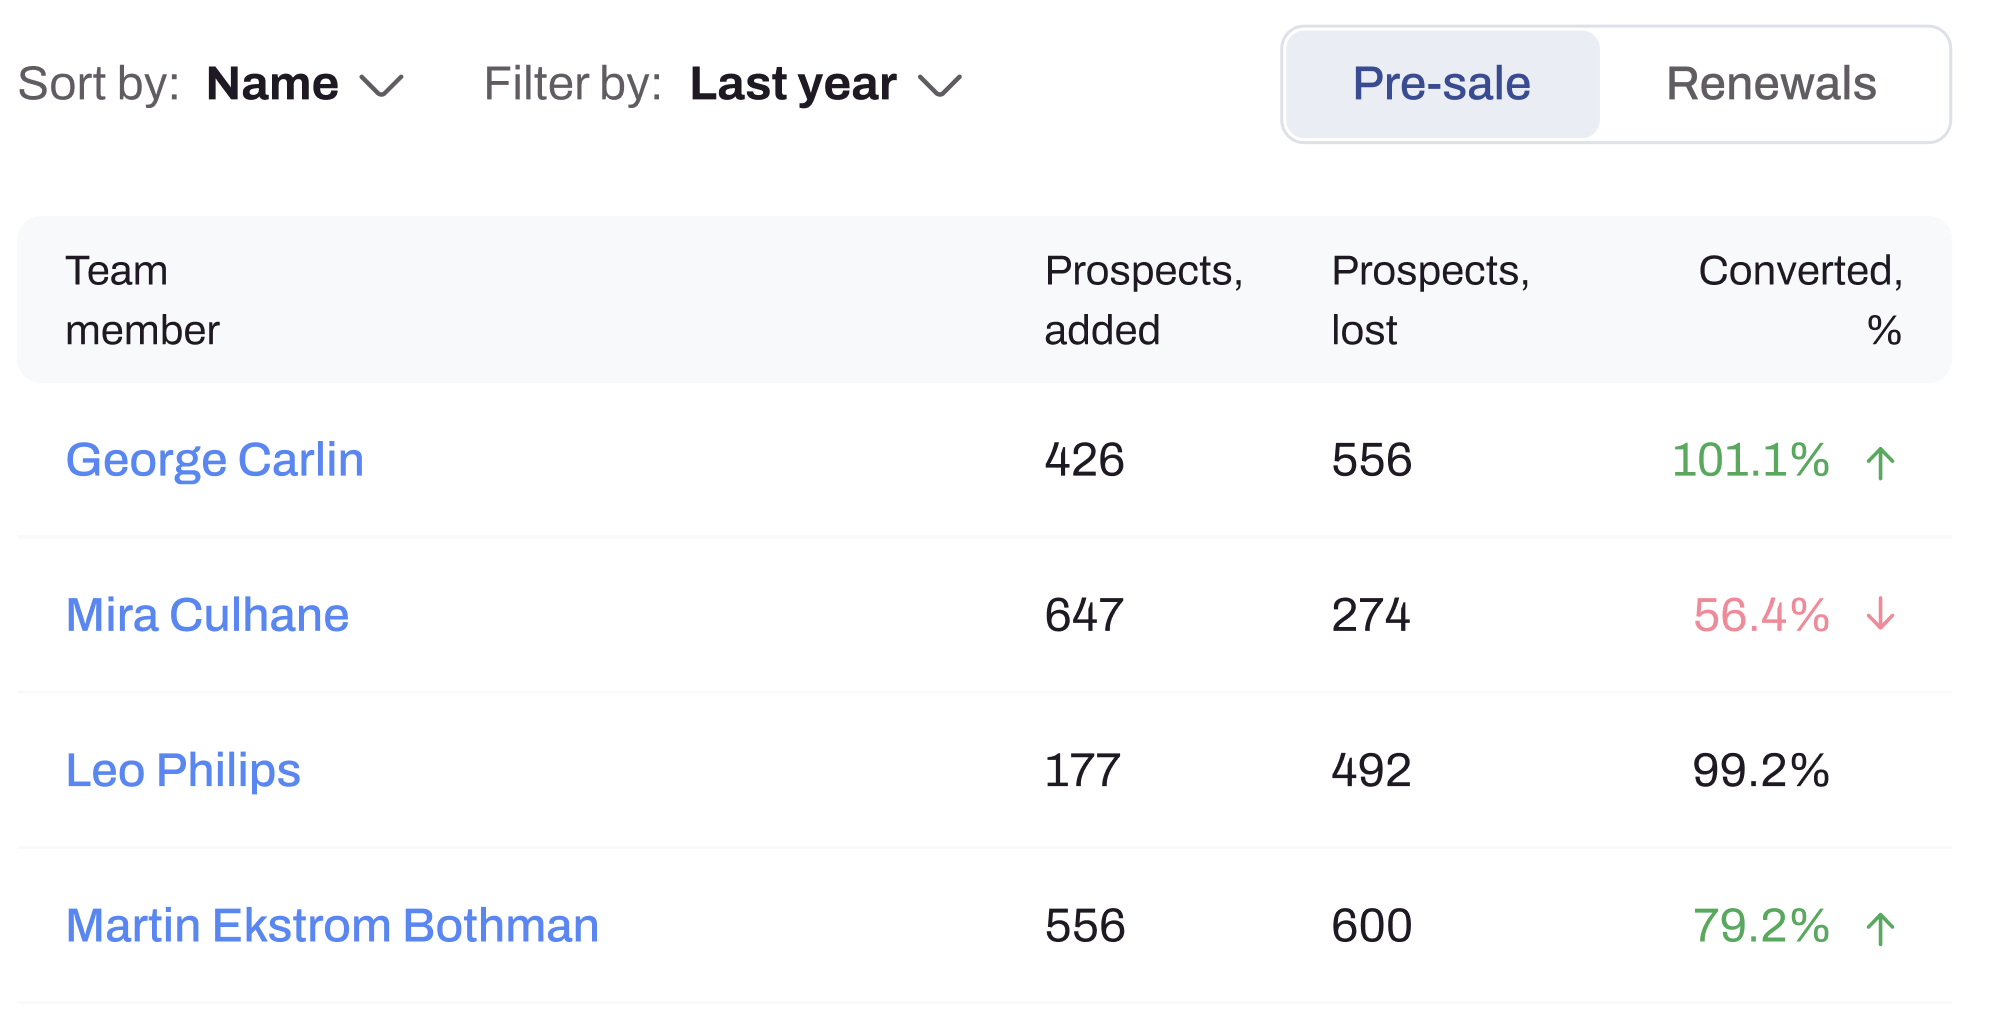 Sort by: Name Filter by: Last year Pre-sale Renewals
Team member Prospects, added Prospects, lost Converted, %
George Carlin 426 556 101.1% ↑
Mira Culhane 647 274 56.4% ↓
Leo Philips 177 492 99.2%
Martin Ekstrom Bothman 556 600 79.2% ↑